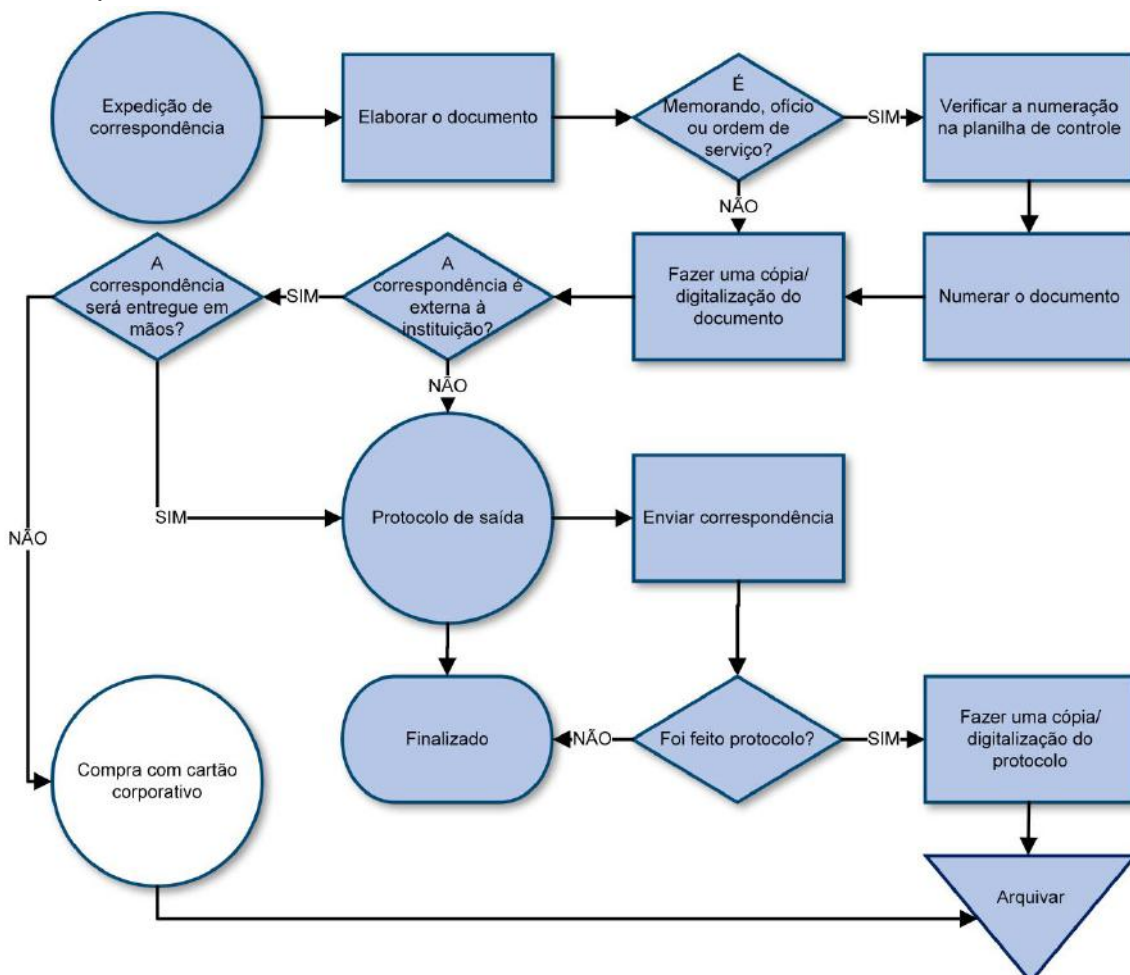 Expedição de
correspondência
Elaborar o documento
É
Memorando, ofício
ou ordem de
serviço?
SIM
Verificar a numeração
na planilha de controle
NÃO
A
correspondência
será entregue em
mãos?
SIM
A
correspondência é
externa à
instituição?
Fazer uma cópia/
digitalização do
documento
Numerar o documento
NÃO
NÃO
SIM
Protocolo de saída
Enviar correspondência
Compra com cartão
corporativo
Finalizado
NÃO
Foi feito protocolo?
SIM
Fazer uma cópia/
digitalização do
protocolo
Arquivar